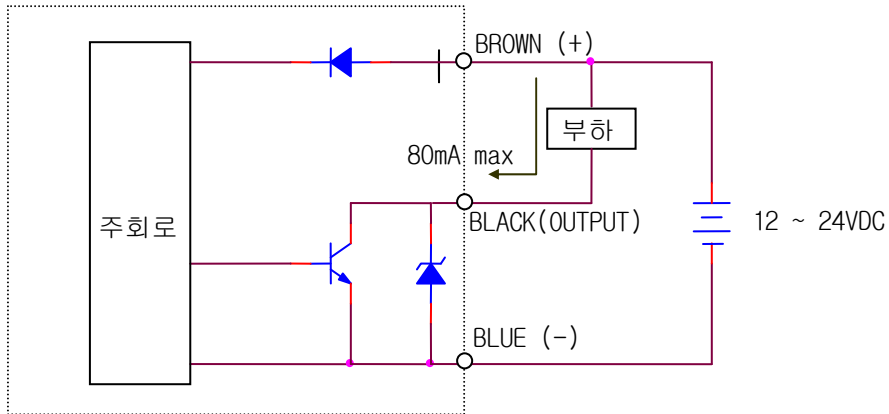 BROWN (+)
부하
80mA max
주회로
BLACK(OUTPUT)
12 ~ 24VDC
BLUE (-)